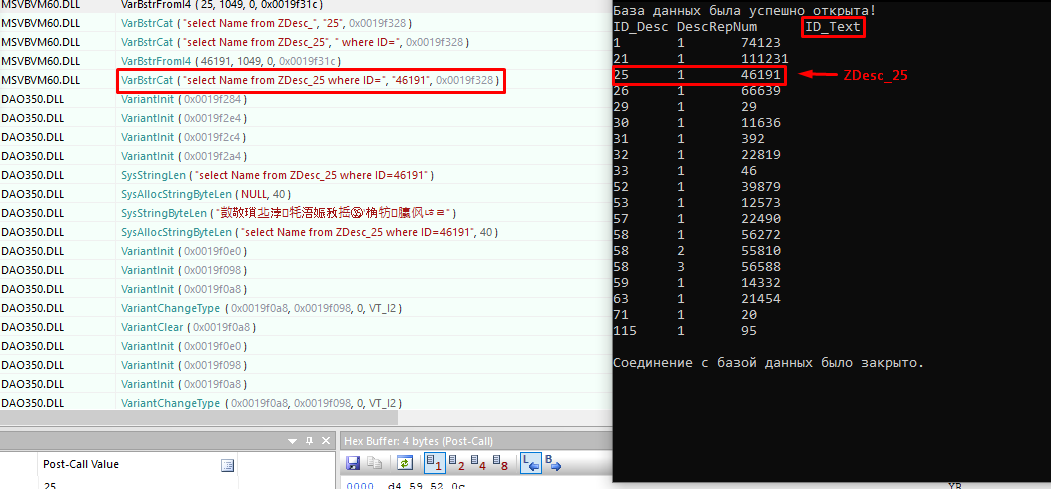 MSVBVM60.DLL VarBstrFromI4 ( 25, 1049, 0, 0x0019f31c )
MSVBVM60.DLL VarBstrCat ( "select Name from ZDesc_", "25", 0x0019f328 )
MSVBVM60.DLL VarBstrCat ( "select Name from ZDesc_25", " where ID=", 0x0019f328 )
MSVBVM60.DLL VarBstrFromI4 ( 46191, 1049, 0, 0x0019f31c )
MSVBVM60.DLL VarBstrCat ( "select Name from ZDesc_25 where ID=", "46191", 0x0019f328 )
DAO350.DLL VariantInit ( 0x0019f284 )
DAO350.DLL VariantInit ( 0x0019f2e4 )
DAO350.DLL VariantInit ( 0x0019f2c4 )
DAO350.DLL VariantInit ( 0x0019f2a4 )
DAO350.DLL SysStringLen ( "select Name from ZDesc_25 where ID=46191" )
DAO350.DLL SysAllocStringByteLen ( NULL, 40 )
DAO350.DLL SysStringByteLen ( "
DAO350.DLL SysAllocStringByteLen ( "select Name from ZDesc_25 where ID=46191", 40 )
DAO350.DLL VariantInit ( 0x0019f0e0 )
DAO350.DLL VariantInit ( 0x0019f098 )
DAO350.DLL VariantInit ( 0x0019f0a8 )
DAO350.DLL VariantChangeType ( 0x0019f0a8, 0x0019f098, 0, VT_I2 )
DAO350.DLL VariantClear ( 0x0019f0a8 )
DAO350.DLL VariantInit ( 0x0019f0e0 )
DAO350.DLL VariantInit ( 0x0019f098 )
DAO350.DLL VariantInit ( 0x0019f0a8 )
DAO350.DLL VariantChangeType ( 0x0019f0a8, 0x0019f098, 0, VT_I2 )
Post-Call Value
25
Hex Buffer: 4 bytes (Post-Call)
1 2 4 8 L B
0000 d4 59 52 0c YR
База данных была успешно открыта!
ID_Desc DescRepNum ID_Text
1 1 74123
21 1 111231
25 1 46191 ZDesc_25
26 1 66639
29 1 29
30 1 11636
31 1 392
32 1 22819
33 1 46
52 1 39879
53 1 12573
57 1 22490
58 1 56272
58 2 55810
58 3 56588
59 1 14332
63 1 21454
71 1 20
115 1 95
Соединение с базой данных было закрыто.